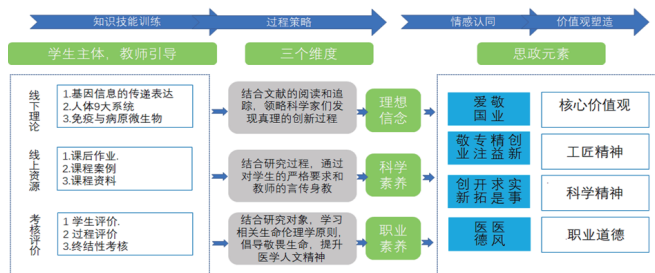 知识技能训练
过程策略
情感认同
价值观塑造
学生主体，教师引导
三个维度
思政元素
线下理论
1.基因信息的传递表达
2.人体9大系统
3.免疫与病原微生物
线上资源
1.课后作业.
2.课程案例
3.课程资料
考核评价
1 学生评价.
2 过程评价
3.终结性考核
结合文献的阅读和追
踪，领略科学家们发
现真理的创新过程
理想
信念
结合研究过程，通过
对学生的严格要求和
教师的言传身教
科学
素养
结合研究对象，学习
相关生命伦理学原则，
倡导敬畏生命，提升
医学人文精神
职业
素养
爱敬
国业
核心价值观
敬专精创
业注益新
工匠精神
创开求实
新拓是事
科学精神
医医
德风
职业道德